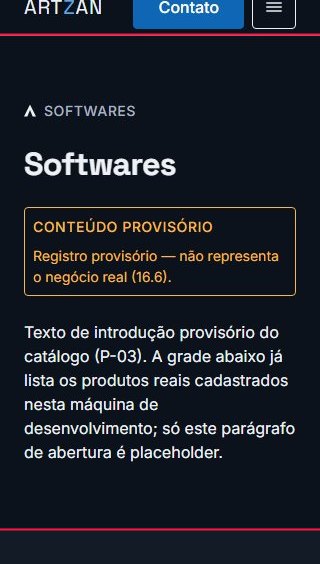 ARTZAN
Contato
SOFTWARES
Softwares
CONTEÚDO PROVISÓRIO
Registro provisório — não representa
o negócio real (16.6).
Texto de introdução provisório do
catálogo (P-03). A grade abaixo já
lista os produtos reais cadastrados
nesta máquina de
desenvolvimento; só este parágrafo
de abertura é placeholder.